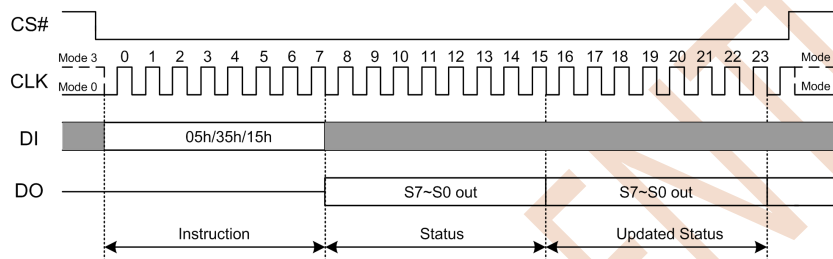 CS#
Mode 3 0 1 2 3 4 5 6 7 8 9 10 11 12 13 14 15 16 17 18 19 20 21 22 23 Mode
CLK
Mode 0 Mode
DI 05h/35h/15h
DO S7~S0 out S7~S0 out
Instruction Status Updated Status